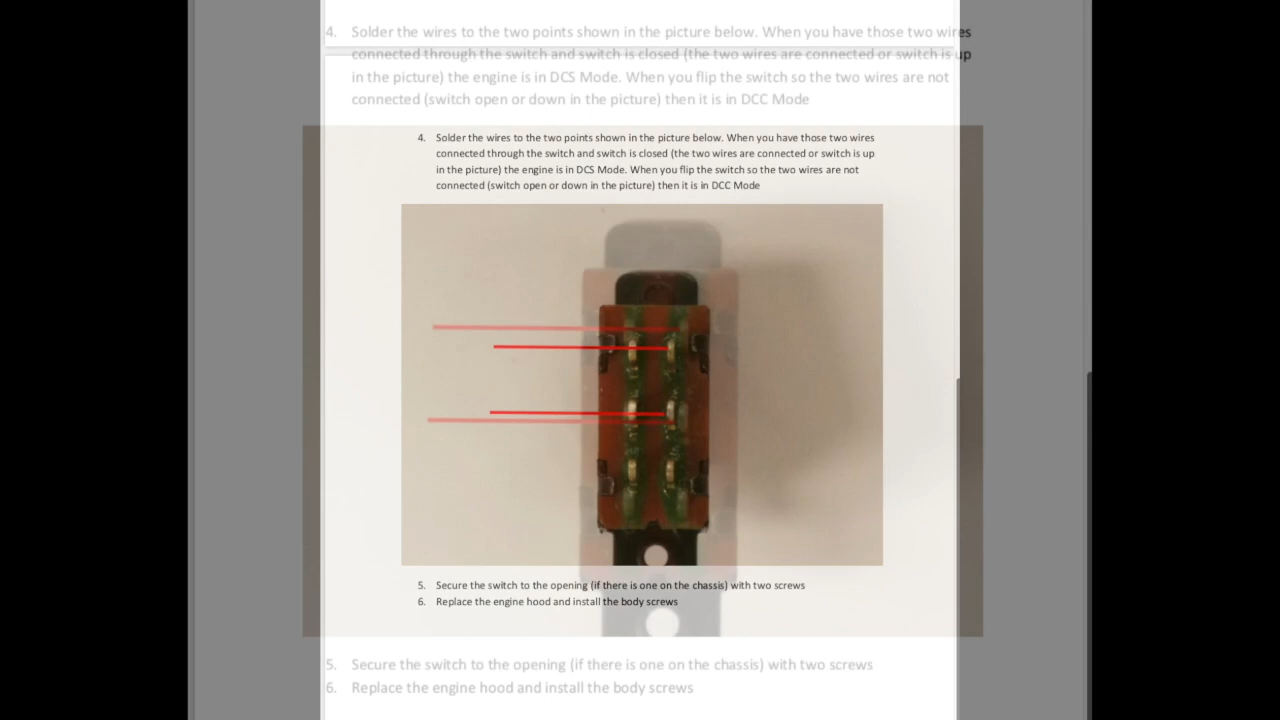 4. Solder the wires to the two points shown in the picture below. When you have those two wires
connected through the switch and switch is closed (the two wires are connected or switch is up
in the picture) the engine is in DCS Mode. When you flip the switch so the two wires are not
connected (switch open or down in the picture) then it is in DCC Mode
4. Solder the wires to the two points shown in the picture below. When you have those two wires
connected through the switch and switch is closed (the two wires are connected or switch is up
in the picture) the engine is in DCS Mode. When you flip the switch so the two wires are not
connected (switch open or down in the picture) then it is in DCC Mode
5. Secure the switch to the opening (if there is one on the chassis) with two screws
6. Replace the engine hood and install the body screws
5. Secure the switch to the opening (if there is one on the chassis) with two screws
6. Replace the engine hood and install the body screws